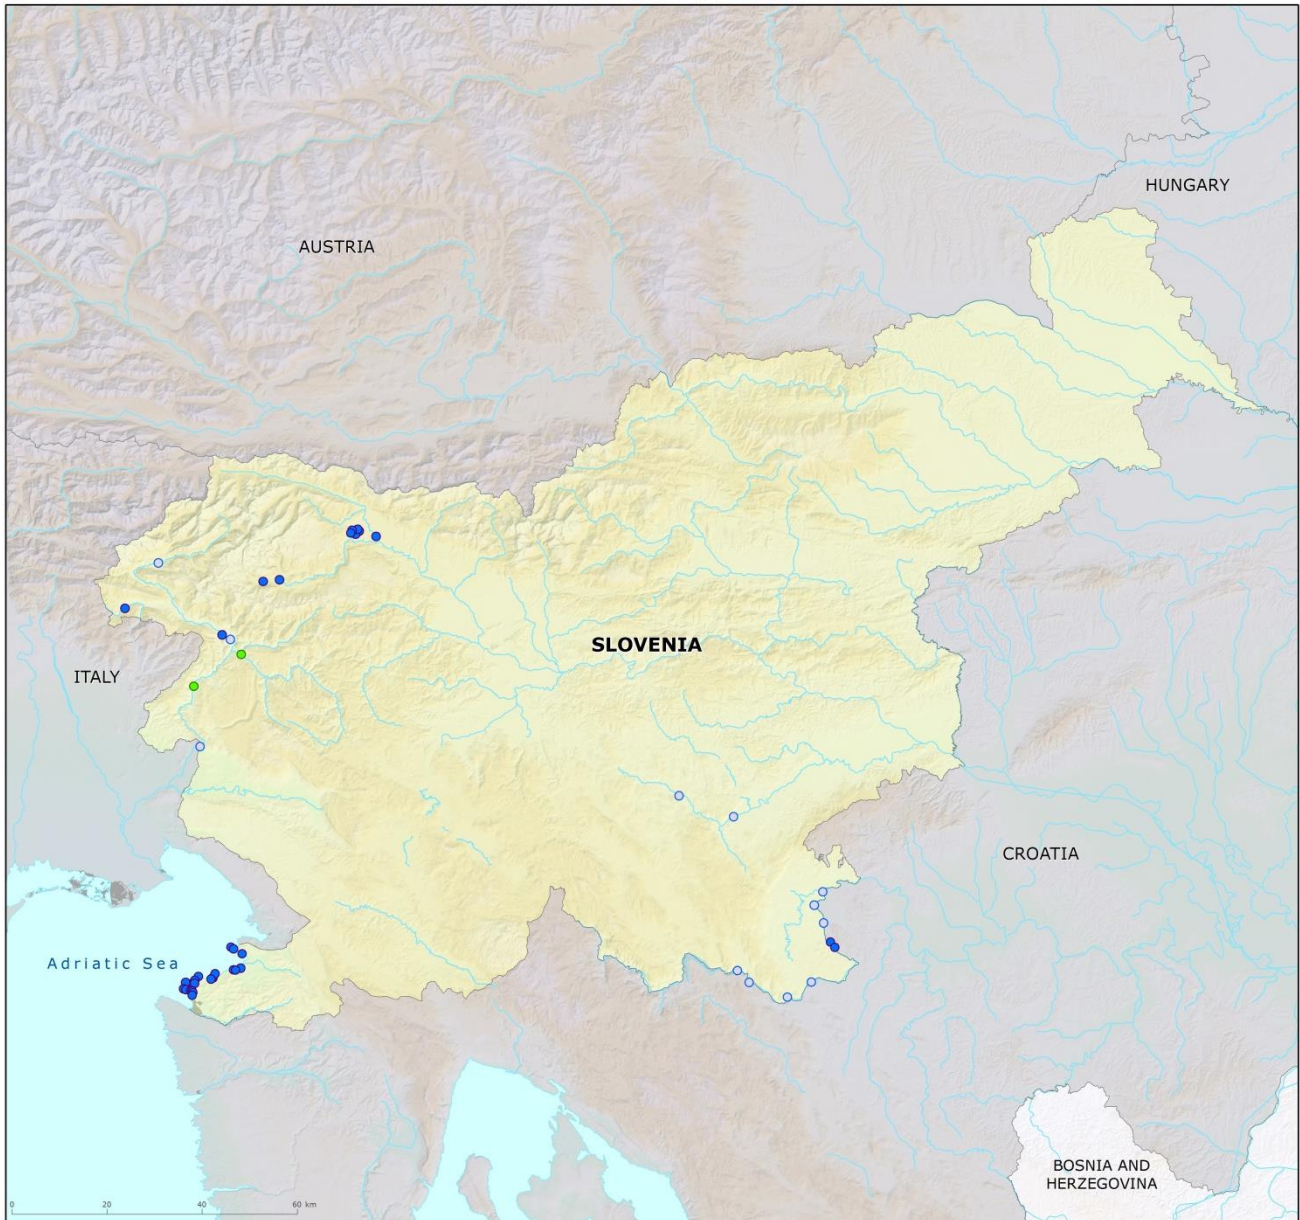 HUNGARY
AUSTRIA
SLOVENIA
ITALY
CROATIA
Adriatic Sea
BOSNIA AND
HERZEGOVINA
0 20 40 60 km